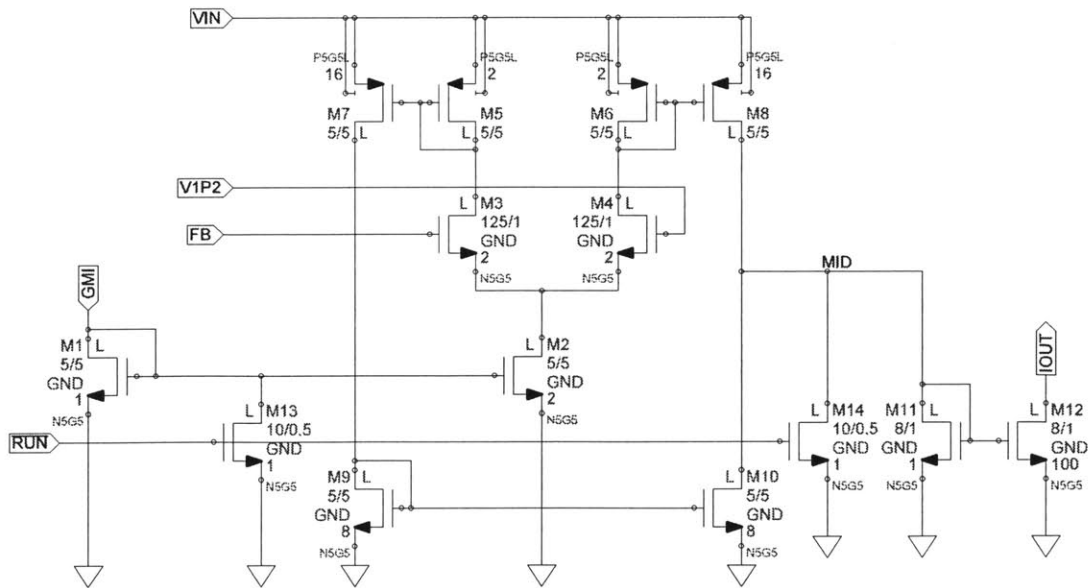 VIN
P5G5L
16
M7
5/5
L
P5G5L
2
M5
5/5
L
P5G5L
2
M6
5/5
L
P5G5L
16
M8
5/5
L
V1P2
FB
L
M3
125/1
GND
2
N5G5
L
M4
125/1
GND
2
N5G5
MID
GMI
M1
L
5/5
GND
1
N5G5
L
M2
5/5
GND
2
N5G5
RUN
L
M13
10/0.5
GND
1
N5G5
L
M14
10/0.5
GND
1
N5G5
M11
L
8/1
GND
1
N5G5
IOUT
L
M12
8/1
GND
100
N5G5
M9
L
5/5
GND
8
N5G5
L
M10
5/5
GND
8
N5G5